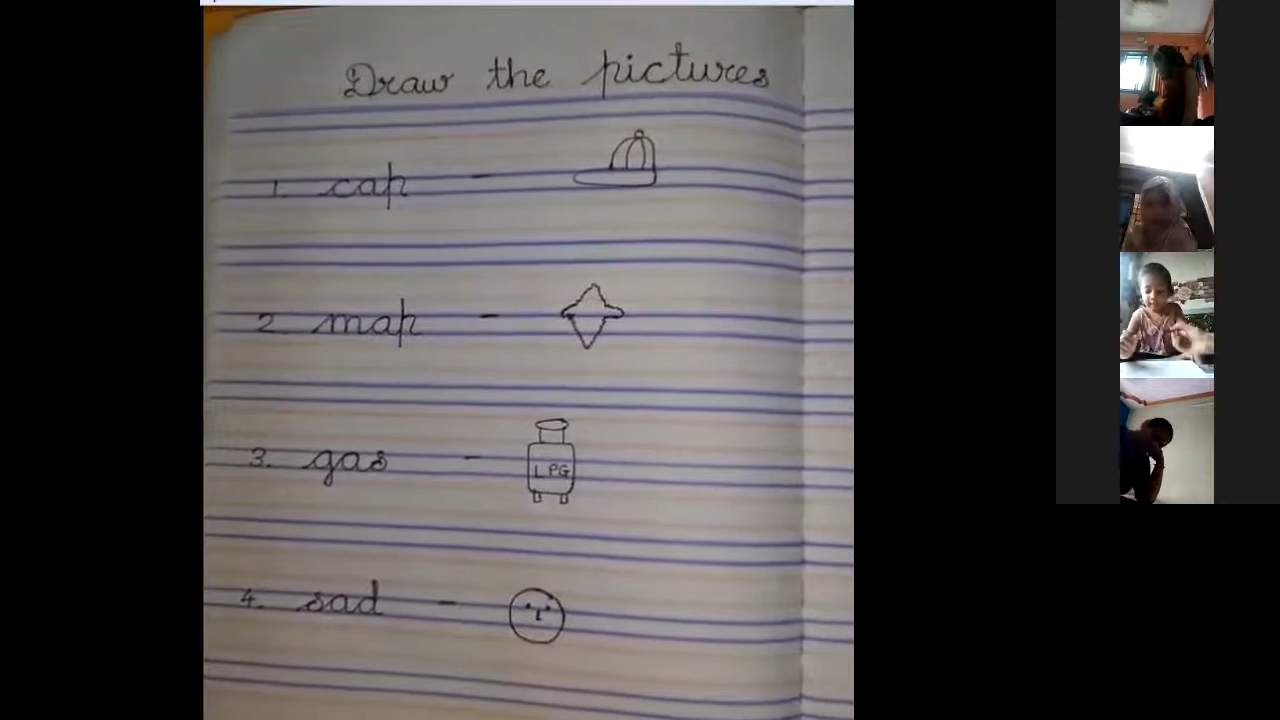 Draw the pictures
1. cap -
2. map -
3. gas -
LPG
4. sad -